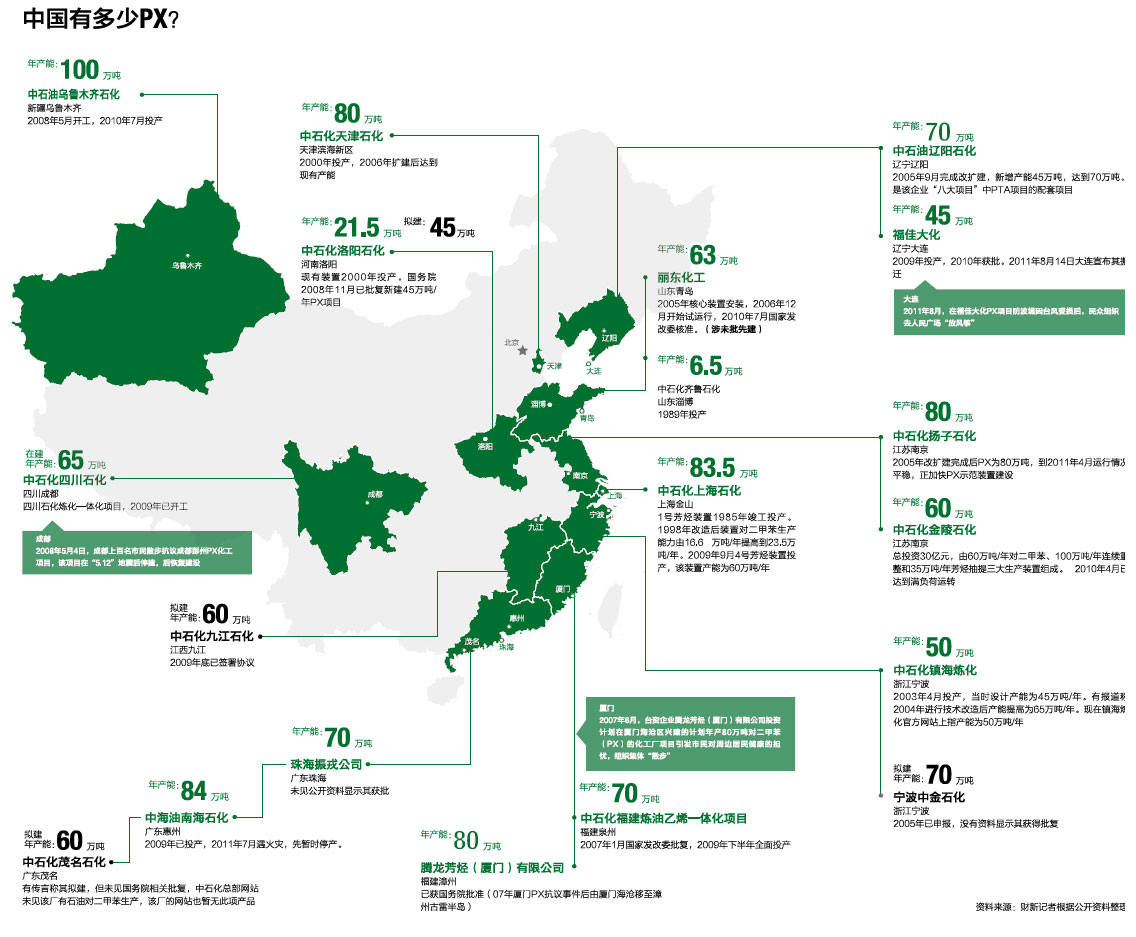 中国有多少PX?
年产能:100万吨
中石油乌鲁木齐石化
新疆乌鲁木齐
2008年5月开工，2010年7月投产
年产能:80万吨
中石化天津石化
天津滨海新区
2000年投产，2006年扩建后达到
现有产能
年产能:21.5万吨 拟建:45万吨
中石化洛阳石化
河南洛阳
现有装置2000年投产。国务院
2008年11月已批复新建45万吨/
年PX项目
年产能:63万吨
丽东化工
山东青岛
2005年核心装置安装，2006年12
月开始试运行，2010年7月国家发
改委核准。（涉未批先建）
年产能:6.5万吨
中石化齐鲁石化
山东淄博
1989年投产
年产能:83.5万吨
中石化上海石化
上海金山
1号芳烃装置1985年竣工投产。
1998年改造后装置对二甲苯生产
能力由16.6 万吨/年提高到23.5万
吨/年。2009年9月4号芳烃装置投
产，该装置产能为60万吨/年
年产能:70万吨
中石油辽阳石化
辽宁辽阳
2005年9月完成改扩建，新增产能45万吨，达到70万吨。
是该企业“八大项目”中PTA项目的配套项目
年产能:45万吨
福佳大化
辽宁大连
2009年投产，2010年获批。2011年8月14日大连宣布其搬
迁
大连
2011年8月，在福佳大化PX项目防波堤因台风受损后，民众组织
去人民广场“放风筝”
年产能:80万吨
中石化扬子石化
江苏南京
2005年改扩建完成后PX为80万吨，到2011年4月运行情况
平稳，正加快PX示范装置建设
年产能:60万吨
中石化金陵石化
江苏南京
总投资30亿元，由60万吨/年对二甲苯、100万吨/年连续重
整和35万吨/年芳烃抽提三大生产装置组成。 2010年4月已
达到满负荷运转
年产能:50万吨
中石化镇海炼化
浙江宁波
2003年4月投产，当时设计产能为45万吨/年。有报道称
2004年进行技术改造后产能提高为65万吨/年。现在镇海炼
化官方网站上指产能为50万吨/年
拟建
年产能:70万吨
宁波中金石化
浙江宁波
2005年已申报，没有资料显示其获得批复
在建
年产能:65万吨
中石化四川石化
四川成都
四川石化炼化一体化项目，2009年已开工
成都
2008年5月4日，成都上百名市民散步抗议成都彭州PX化工
项目，该项目在“5.12”地震后停建，后恢复建设
拟建
年产能:60万吨
中石化九江石化
江西九江
2009年底已签署协议
年产能:70万吨
珠海振戎公司
广东珠海
未见公开资料显示其获批
年产能:84万吨
中海油南海石化
广东惠州
2009年已投产，2011年7月遇火灾，先暂时停产。
拟建
年产能:60万吨
中石化茂名石化
广东茂名
有传言称其拟建，但未见国务院相关批复，中石化总部网站
未见该厂有石油对二甲苯生产，该厂的网站也暂无此项产品
厦门
2007年6月，台资企业腾龙芳烃（厦门）有限公司投资
计划在厦门海沧区兴建的计划年产80万吨对二甲苯
（PX）的化工厂项目引发市民对周边居民健康的担
忧，组织集体“散步”
年产能:70万吨
中石化福建炼油乙烯一体化项目
福建泉州
2007年1月国家发改委批复，2009年下半年全面投产
年产能:80万吨
腾龙芳烃（厦门）有限公司
福建漳州
已获国务院批准（07年厦门PX抗议事件后由厦门海沧移至漳
州古雷半岛）
乌鲁木齐
北京
天津
辽阳
大连
淄博
青岛
洛阳
南京
上海
成都
宁波
九江
厦门
惠州
茂名
珠海
资料来源：财新记者根据公开资料整理